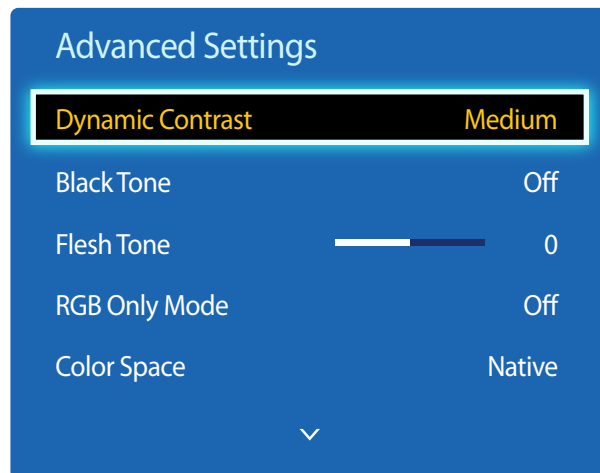 Advanced Settings
Dynamic Contrast Medium
Black Tone Off
Flesh Tone 0
RGB Only Mode Off
Color Space Native